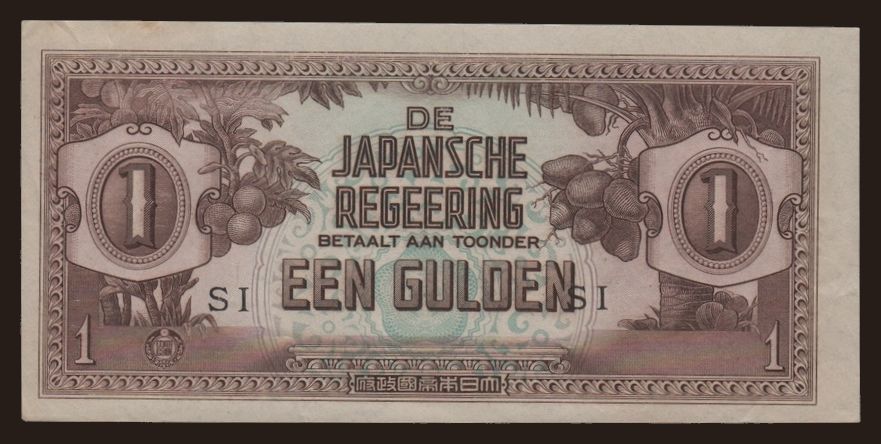 DE
JAPANSCHE
REGEERING
BETAALT AAN TOONDER
EEN GULDEN
1
1
SI
SI
1
1
府政國帝本日大